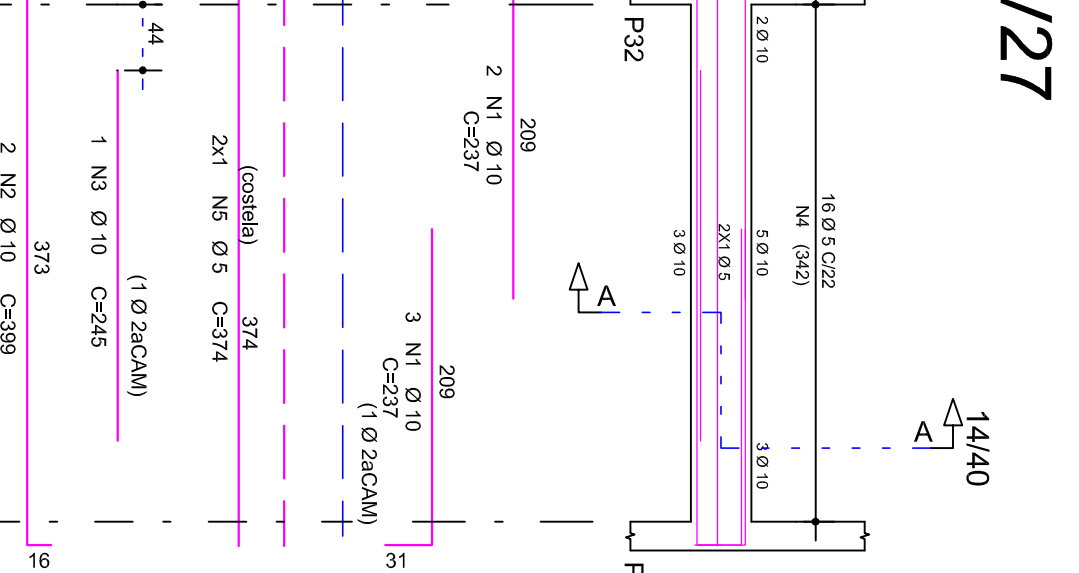 /27
14/40
A
16 Ø 5 C/22
N4 (342)
2 Ø 10
5 Ø 10
3 Ø 10
2X1 Ø 5
3 Ø 10
P32
A
209
2 N1 Ø 10
C=237
209
3 N1 Ø 10
C=237
(1 Ø 2aCAM)
31
(costela)
374
2x1 N5 Ø 5 C=374
44
(1 Ø 2aCAM)
1 N3 Ø 10 C=245
373
2 N2 Ø 10 C=399
16